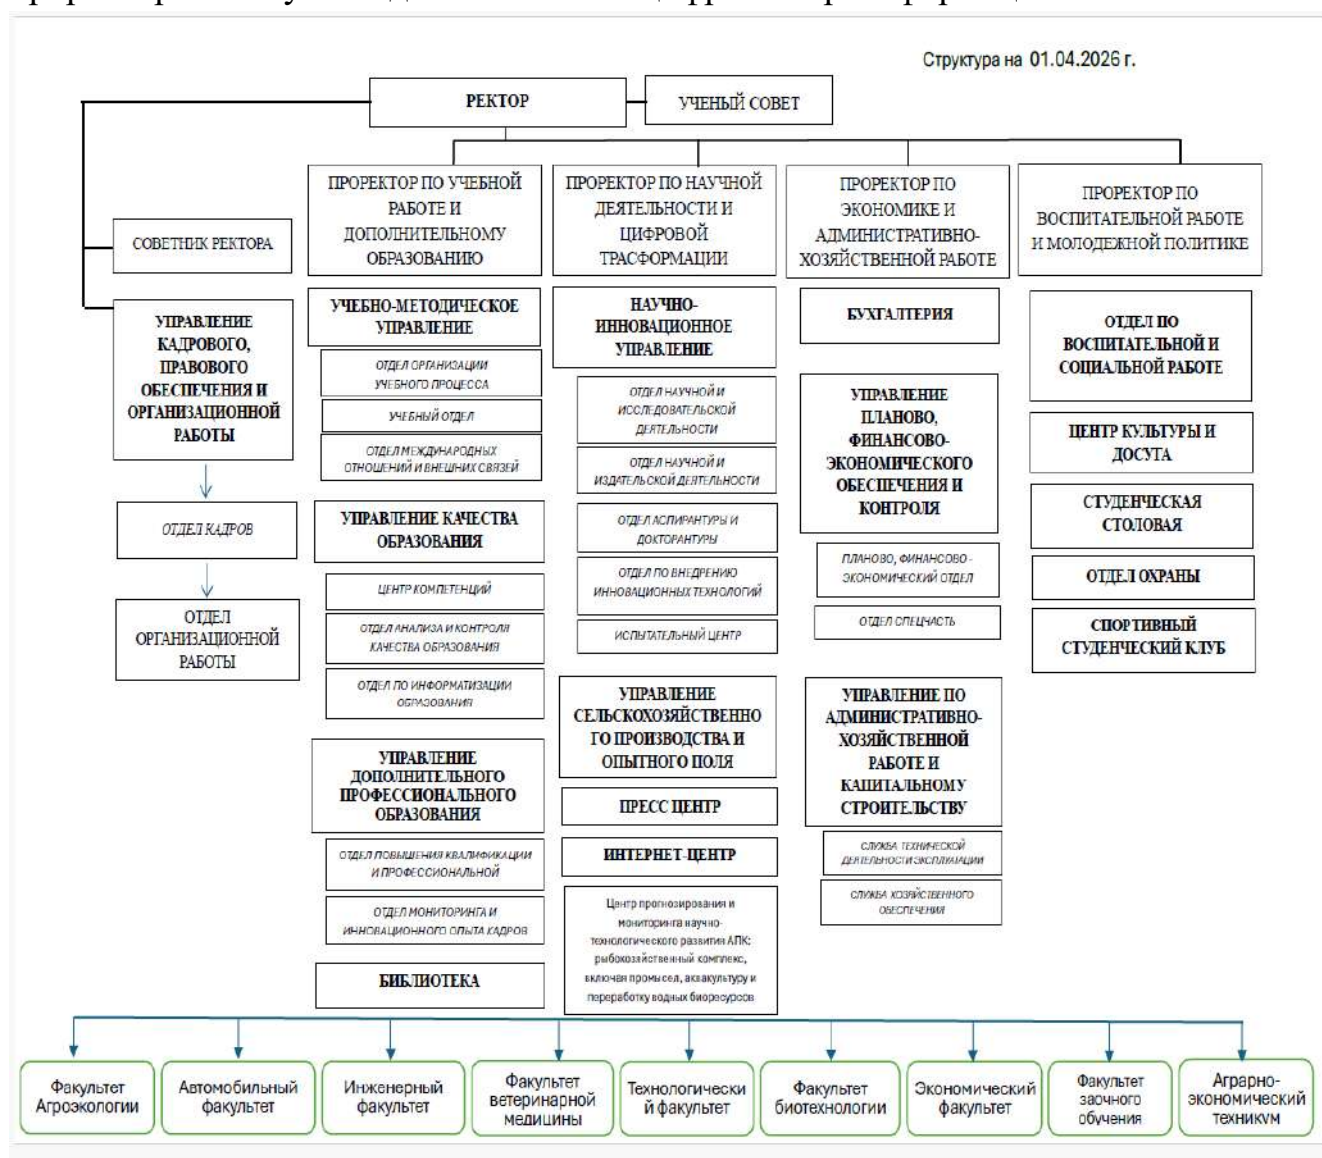 Структура на 01.04.2026 г.
РЕКТОР
УЧЕНЫЙ СОВЕТ
СОВЕТНИК РЕКТОРА
УПРАВЛЕНИЕ
КАДРОВОГО,
ПРАВОВОГО
ОБЕСПЕЧЕНИЯ И
ОРГАНИЗАЦИОННОЙ
РАБОТЫ
ОТДЕЛ КАДРОВ
ОТДЕЛ
ОРГАНИЗАЦИОННОЙ
РАБОТЫ
ПРОРЕКТОР ПО УЧЕБНОЙ
РАБОТЕ И
ДОПОЛНИТЕЛЬНОМУ
ОБРАЗОВАНИЮ
УЧЕБНО-МЕТОДИЧЕСКОЕ
УПРАВЛЕНИЕ
ОТДЕЛ ОРГАНИЗАЦИИ
УЧЕБНОГО ПРОЦЕССА
УЧЕБНЫЙ ОТДЕЛ
ОТДЕЛ МЕЖДУНАРОДНЫХ
ОТНОШЕНИЙ И ВНЕШНИХ СВЯЗЕЙ
УПРАВЛЕНИЕ КАЧЕСТВА
ОБРАЗОВАНИЯ
ЦЕНТР КОМПЕТЕНЦИЙ
ОТДЕЛ АНАЛИЗА И КОНТРОЛЯ
КАЧЕСТВА ОБРАЗОВАНИЯ
ОТДЕЛ ПО ИНФОРМАТИЗАЦИИ
ОБРАЗОВАНИЯ
УПРАВЛЕНИЕ
ДОПОЛНИТЕЛЬНОГО
ПРОФЕССИОНАЛЬНОГО
ОБРАЗОВАНИЯ
ОТДЕЛ ПОВЫШЕНИЯ КВАЛИФИКАЦИИ
И ПРОФЕССИОНАЛЬНОЙ
ОТДЕЛ МОНИТОРИНГА И
ИННОВАЦИОННОГО ОПЫТА КАДРОВ
БИБЛИОТЕКА
ПРОРЕКТОР ПО НАУЧНОЙ
ДЕЯТЕЛЬНОСТИ И
ЦИФРОВОЙ
ТРАСФОРМАЦИИ
НАУЧНО-
ИННОВАЦИОННОЕ
УПРАВЛЕНИЕ
ОТДЕЛ НАУЧНОЙ И
ИССЛЕДОВАТЕЛЬСКОЙ
ДЕЯТЕЛЬНОСТИ
ОТДЕЛ НАУЧНОЙ И
ИЗДАТЕЛЬСКОЙ ДЕЯТЕЛЬНОСТИ
ОТДЕЛ АСПИРАНТУРЫ И
ДОКТОРАНТУРЫ
ОТДЕЛ ПО ВНЕДРЕНИЮ
ИННОВАЦИОННЫХ ТЕХНОЛОГИЙ
ИСПЫТАТЕЛЬНЫЙ ЦЕНТР
УПРАВЛЕНИЕ
СЕЛЬСКОХОЗЯЙСТВЕННО
ГО ПРОИЗВОДСТВА И
ОПЫТНОГО ПОЛЯ
ПРЕСС ЦЕНТР
ИНТЕРНЕТ-ЦЕНТР
Центр прогнозирования и
мониторинга научно-
технологического развития АПК:
рыбохозяйственный комплекс,
включая промысел, аквакультуру и
переработку водных биоресурсов
ПРОРЕКТОР ПО
ЭКОНОМИКЕ И
АДМИНИСТРАТИВНО-
ХОЗЯЙСТВЕННОЙ РАБОТЕ
БУХГАЛТЕРИЯ
УПРАВЛЕНИЕ
ПЛАНОВО,
ФИНАНСОВО-
ЭКОНОМИЧЕСКОГО
ОБЕСПЕЧЕНИЯ И
КОНТРОЛЯ
ПЛАНОВО, ФИНАНСОВО-
ЭКОНОМИЧЕСКИЙ ОТДЕЛ
ОТДЕЛ СПЕЦЧАСТЬ
УПРАВЛЕНИЕ ПО
АДМИНИСТРАТИВНО-
ХОЗЯЙСТВЕННОЙ
РАБОТЕ И
КАПИТАЛЬНОМУ
СТРОИТЕЛЬСТВУ
СЛУЖБА ТЕХНИЧЕСКОЙ
ДЕЯТЕЛЬНОСТИ ЭКСПЛУАТАЦИИ
СЛУЖБА ХОЗЯЙСТВЕННОГО
ОБЕСПЕЧЕНИЯ
ПРОРЕКТОР ПО
ВОСПИТАТЕЛЬНОЙ РАБОТЕ
И МОЛОДЕЖНОЙ ПОЛИТИКЕ
ОТДЕЛ ПО
ВОСПИТАТЕЛЬНОЙ И
СОЦИАЛЬНОЙ РАБОТЕ
ЦЕНТР КУЛЬТУРЫ И
ДОСУГА
СТУДЕНЧЕСКАЯ
СТОЛОВАЯ
ОТДЕЛ ОХРАНЫ
СПОРТИВНЫЙ
СТУДЕНЧЕСКИЙ КЛУБ
Факультет
Агроэкологии
Автомобильный
факультет
Инженерный
факультет
Факультет
ветеринарной
медицины
Технологически
й факультет
Факультет
биотехнологии
Экономический
факультет
Факультет
заочного
обучения
Аграрно-
экономический
техникум